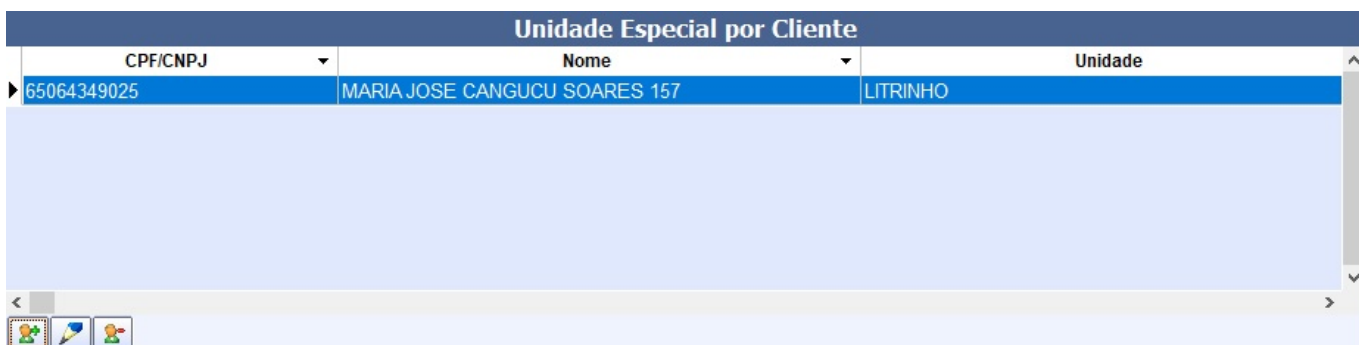 Unidade Especial por Cliente
CPF/CNPJ Nome Unidade
65064349025 MARIA JOSE CANGUCU SOARES 157 LITRINHO